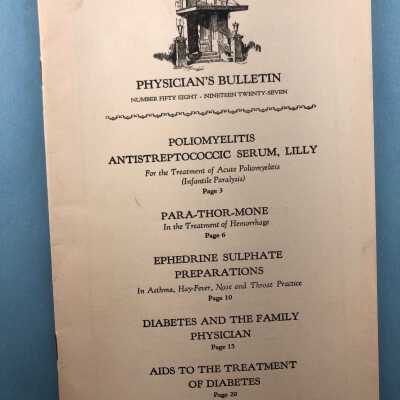 PHYSICIAN'S BULLETIN
NUMBER FIFTY EIGHT - NINETEEN TWENTY-SEVEN
POLIOMYELITIS
ANTISTREPTOCOCCIC SERUM, LILLY
For the Treatment of Acute Poliomyelitis
(Infantile Paralysis)
Page 3
PARA-THOR-MONE
In the Treatment of Hemorrhage
Page 6
EPHEDRINE SULPHATE
PREPARATIONS
In Asthma, Hay-Fever, Nose and Throat Practice
Page 10
DIABETES AND THE FAMILY
PHYSICIAN
Page 15
AIDS TO THE TREATMENT
OF DIABETES
Page 20